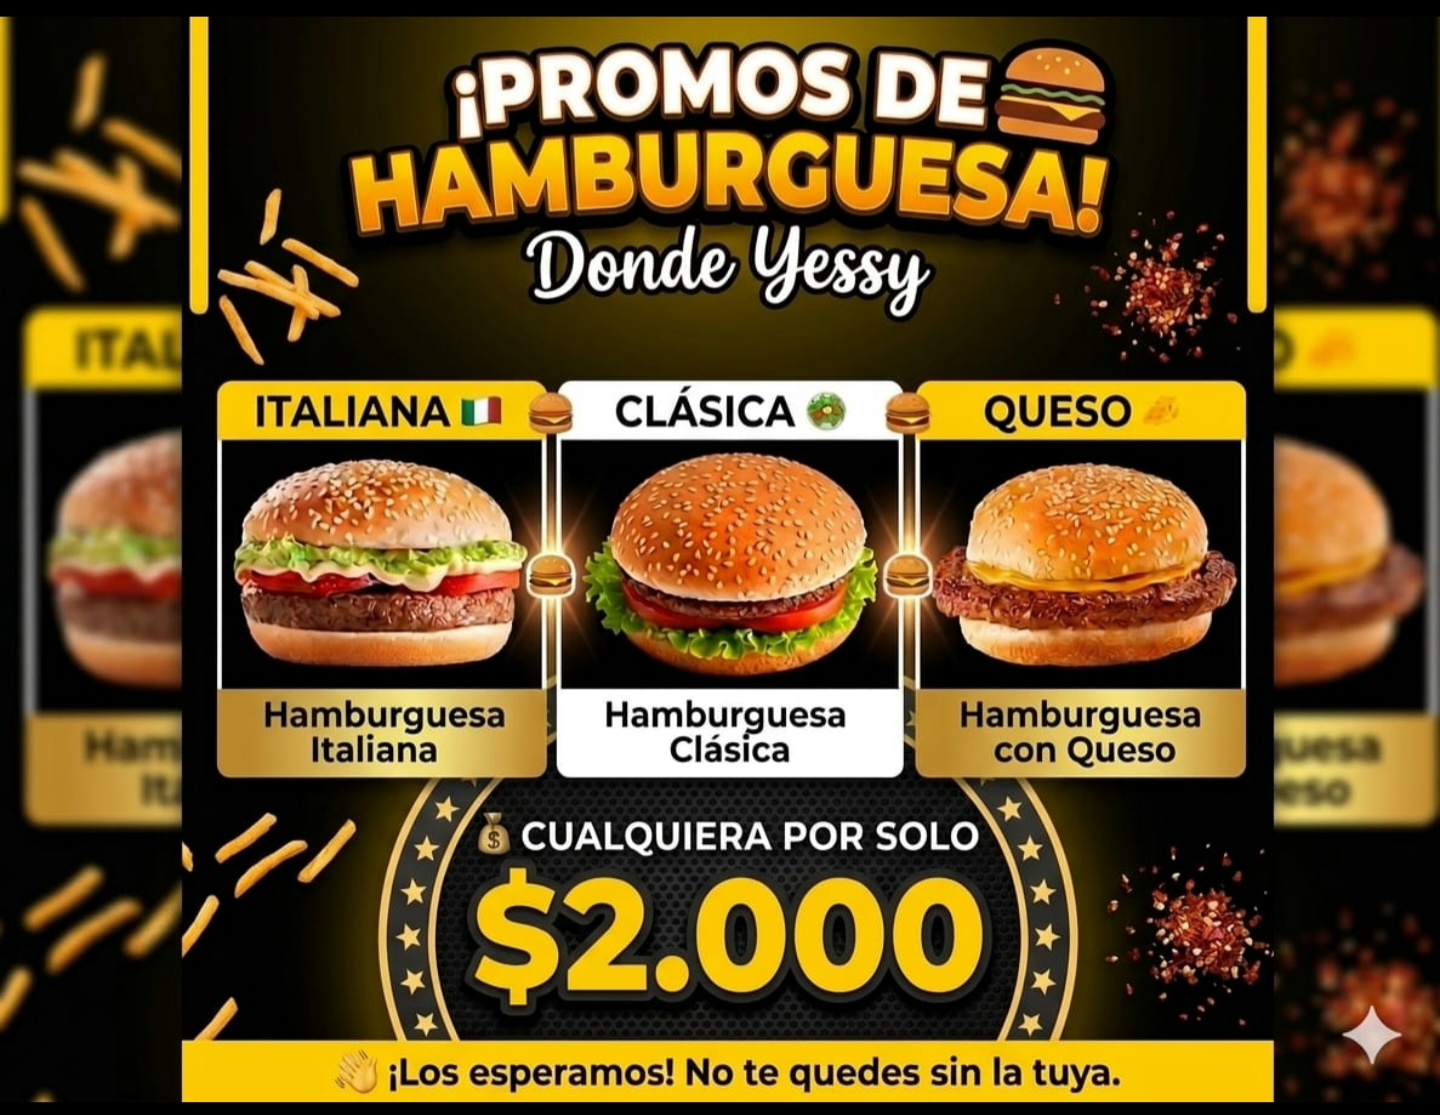 ¡PROMOS DE
HAMBURGUESA!
Donde Yessy
ITALIANA
CLÁSICA
QUESO
Hamburguesa
Italiana
Hamburguesa
Clásica
Hamburguesa
con Queso
CUALQUIERA POR SOLO
$2.000
¡Los esperamos! No te quedes sin la tuya.